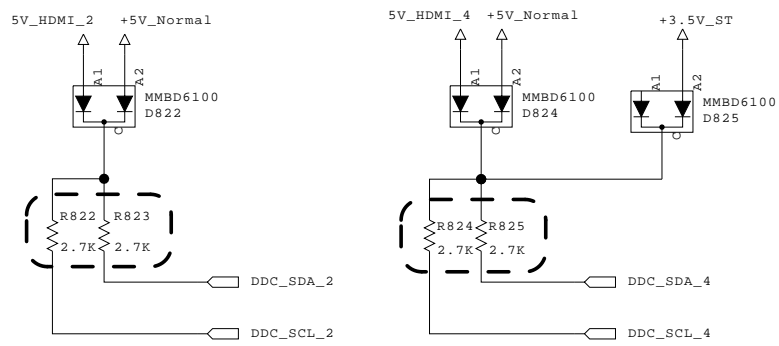 5V_HDMI_2
+5V_Normal
A1
A2
MMBD6100
D822
C
R822
R823
2.7K
2.7K
DDC_SDA_2
DDC_SCL_2
5V_HDMI_4
+5V_Normal
+3.5V_ST
A1
A2
MMBD6100
D824
C
A1
A2
MMBD6100
D825
C
R824
R825
2.7K
2.7K
DDC_SDA_4
DDC_SCL_4